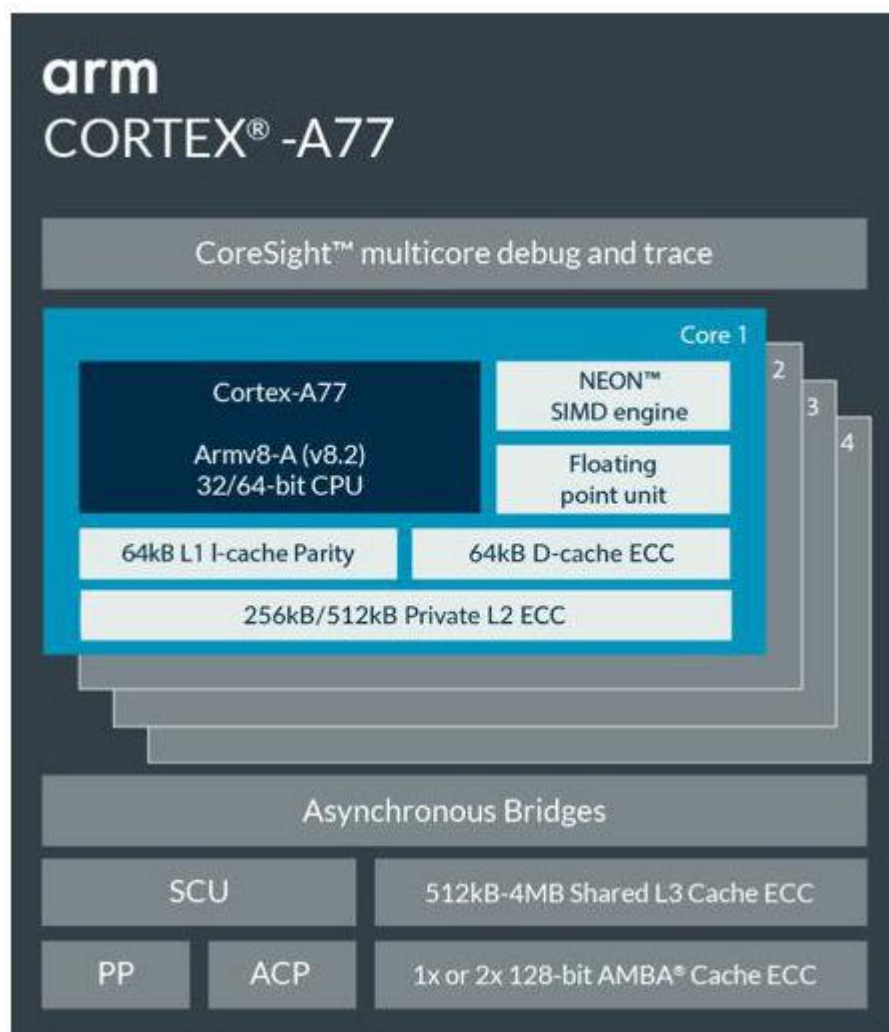 arm
CORTEX® -A77
CoreSight™ multicore debug and trace
Core 1
2
3
4
Cortex-A77
Armv8-A (v8.2)
32/64-bit CPU
NEON™
SIMD engine
Floating
point unit
64kB L1 I-cache Parity
64kB D-cache ECC
256kB/512kB Private L2 ECC
Asynchronous Bridges
SCU
512kB-4MB Shared L3 Cache ECC
PP
ACP
1x or 2x 128-bit AMBA® Cache ECC